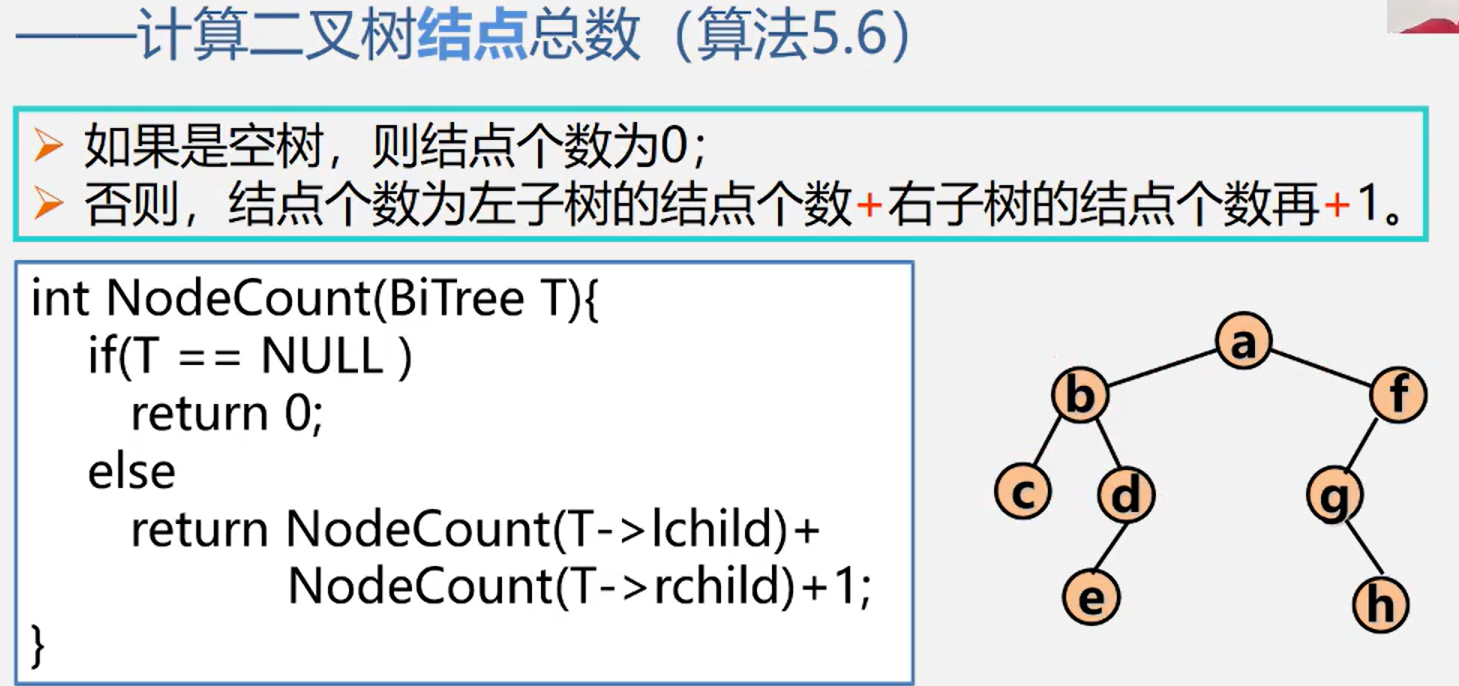 ——计算二叉树结点总数（算法5.6）
如果是空树，则结点个数为0；
否则，结点个数为左子树的结点个数+右子树的结点个数再+1。
int NodeCount(BiTree T){
if(T == NULL )
return 0;
else
return NodeCount(T->lchild)+
NodeCount(T->rchild)+1;
}
a
b f
c d g
e h